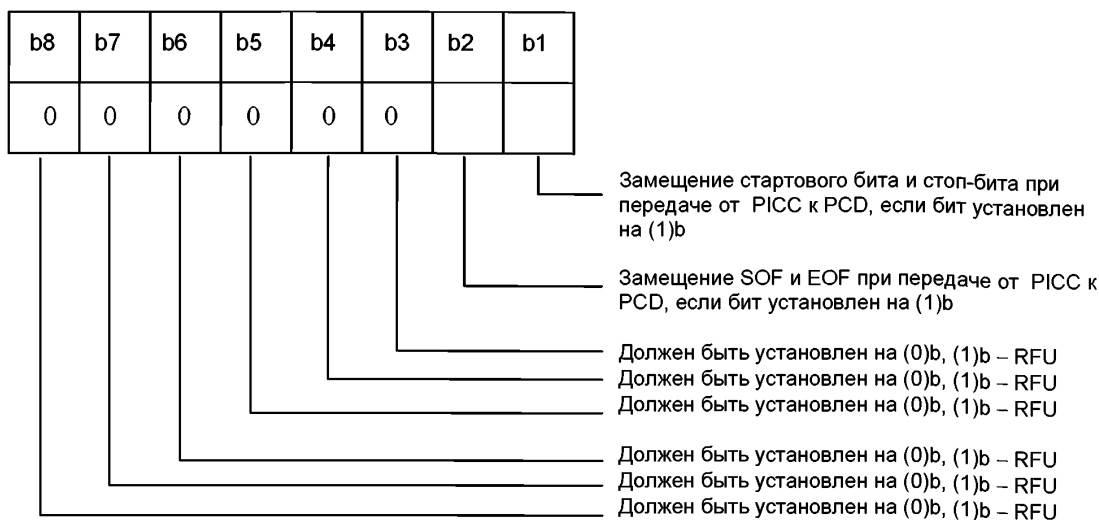 b8 b7 b6 b5 b4 b3 b2 b1
0 0 0 0 0 0
Замещение стартового бита и стоп-бита при
передаче от PICC к PCD, если бит установлен
на (1)b
Замещение SOF и EOF при передаче от PICC к
PCD, если бит установлен на (1)b
Должен быть установлен на (0)b, (1)b – RFU
Должен быть установлен на (0)b, (1)b – RFU
Должен быть установлен на (0)b, (1)b – RFU
Должен быть установлен на (0)b, (1)b – RFU
Должен быть установлен на (0)b, (1)b – RFU
Должен быть установлен на (0)b, (1)b – RFU